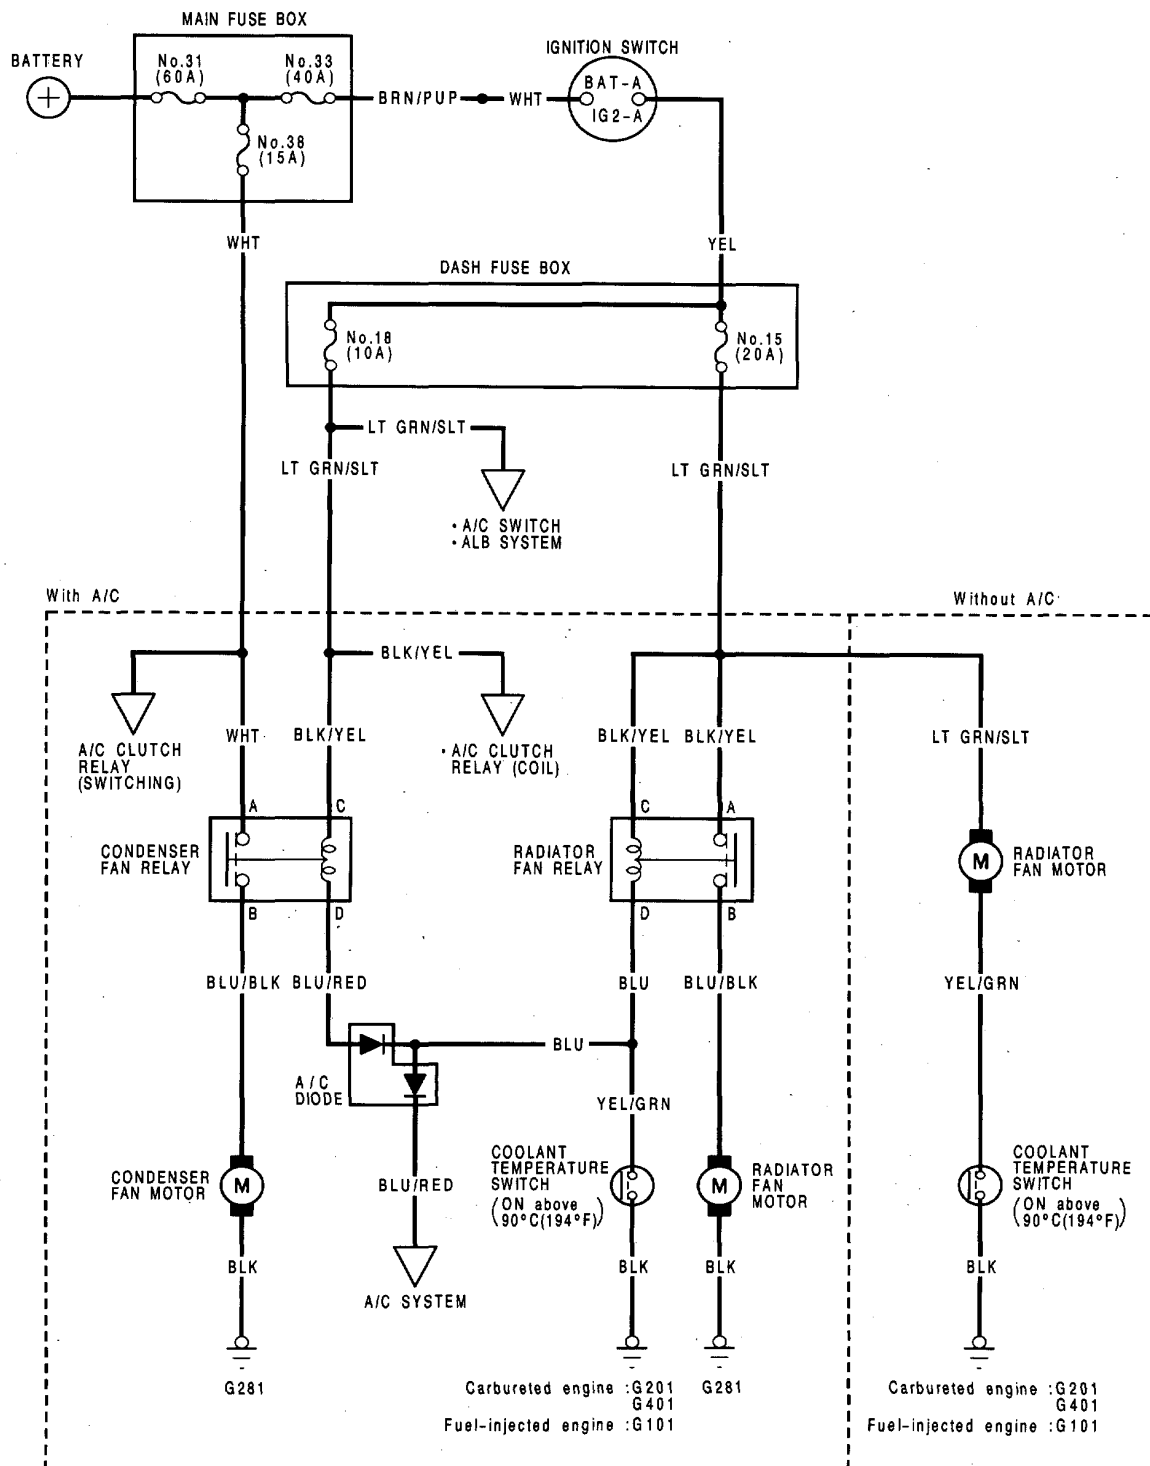 MAIN FUSE BOX
BATTERY
No.31
(60A)
No.33
(40A)
IGNITION SWITCH
BAT-A
IG2-A
BRN/PUP
WHT
No.38
(15A)
WHT
YEL
DASH FUSE BOX
No.18
(10A)
No.15
(20A)
LT GRN/SLT
LT GRN/SLT
LT GRN/SLT
• A/C SWITCH
• ALB SYSTEM
With A/C
Without A/C
BLK/YEL
A/C CLUTCH
RELAY
(SWITCHING)
WHT
BLK/YEL
• A/C CLUTCH
RELAY (COIL)
BLK/YEL
BLK/YEL
LT GRN/SLT
A
C
C
A
CONDENSER
FAN RELAY
RADIATOR
FAN RELAY
M
RADIATOR
FAN MOTOR
B
D
D
B
BLU/BLK
BLU/RED
BLU
BLU/BLK
YEL/GRN
BLU
A/C
DIODE
YEL/GRN
CONDENSER
FAN MOTOR
M
BLU/RED
COOLANT
TEMPERATURE
SWITCH
(ON above
90°C(194°F))
M
RADIATOR
FAN
MOTOR
COOLANT
TEMPERATURE
SWITCH
(ON above
90°C(194°F))
BLK
A/C SYSTEM
BLK
BLK
BLK
G281
Carbureted engine :G201
G401
Fuel-injected engine :G101
G281
Carbureted engine :G201
G401
Fuel-injected engine :G101